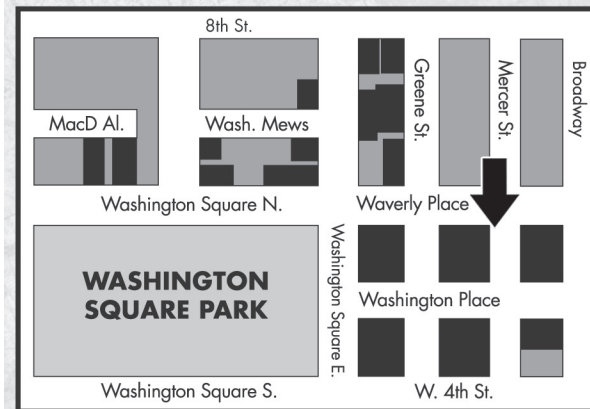 8th St.
MacD Al.
Wash. Mews
Greene St.
Mercer St.
Broadway
Washington Square N.
Waverly Place
WASHINGTON
SQUARE PARK
Washington Square E.
Washington Place
Washington Square S.
W. 4th St.